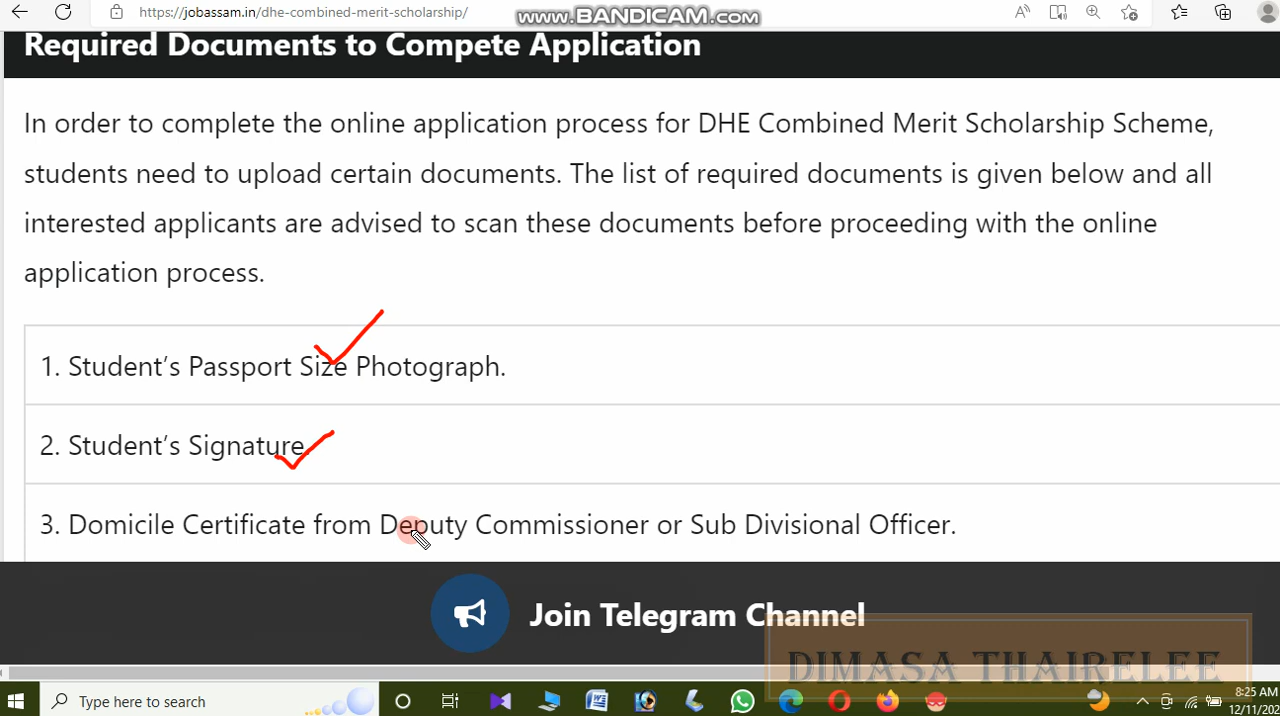 https://jobassam.in/dhe-combined-merit-scholarship/
www.BANDICAM.com
Required Documents to Compete Application
In order to complete the online application process for DHE Combined Merit Scholarship Scheme,
students need to upload certain documents. The list of required documents is given below and all
interested applicants are advised to scan these documents before proceeding with the online
application process.
1. Student’s Passport Size Photograph.
2. Student’s Signature.
3. Domicile Certificate from Deputy Commissioner or Sub Divisional Officer.
Join Telegram Channel
DIMASA THAIRELEE
Type here to search
8:25 AM
12/11/202